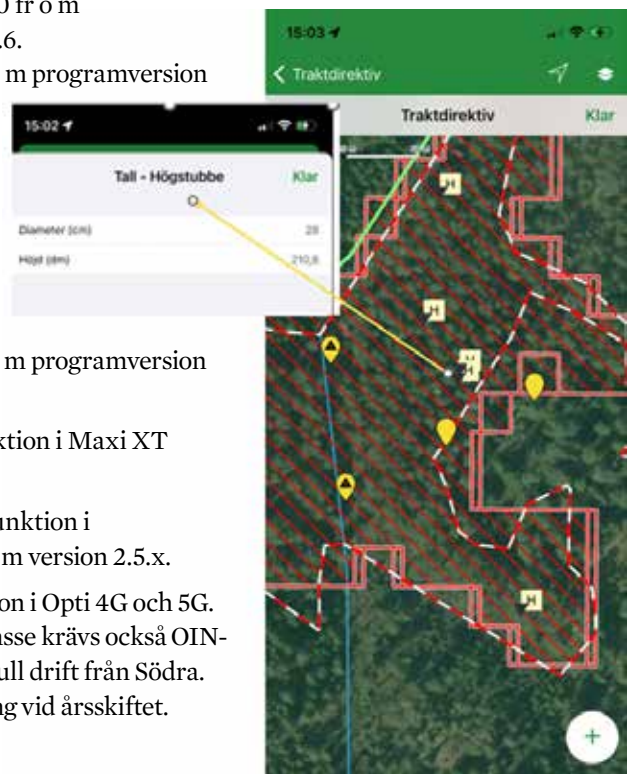 0 fr o m
.6.
m programversion
m programversion
ktion i Maxi XT
unktion i
m version 2.5.x.
on i Opti 4G och 5G.
asse krävs också OIN-
ull drift från Södra.
ng vid årsskiftet.
15:02
Tall - Högstubbe
Klar
Diameter (cm)
28
Höjd (dm)
210,8
15:03
Traktdirektiv
Traktdirektiv
Klar
H
H
H
H
H
+